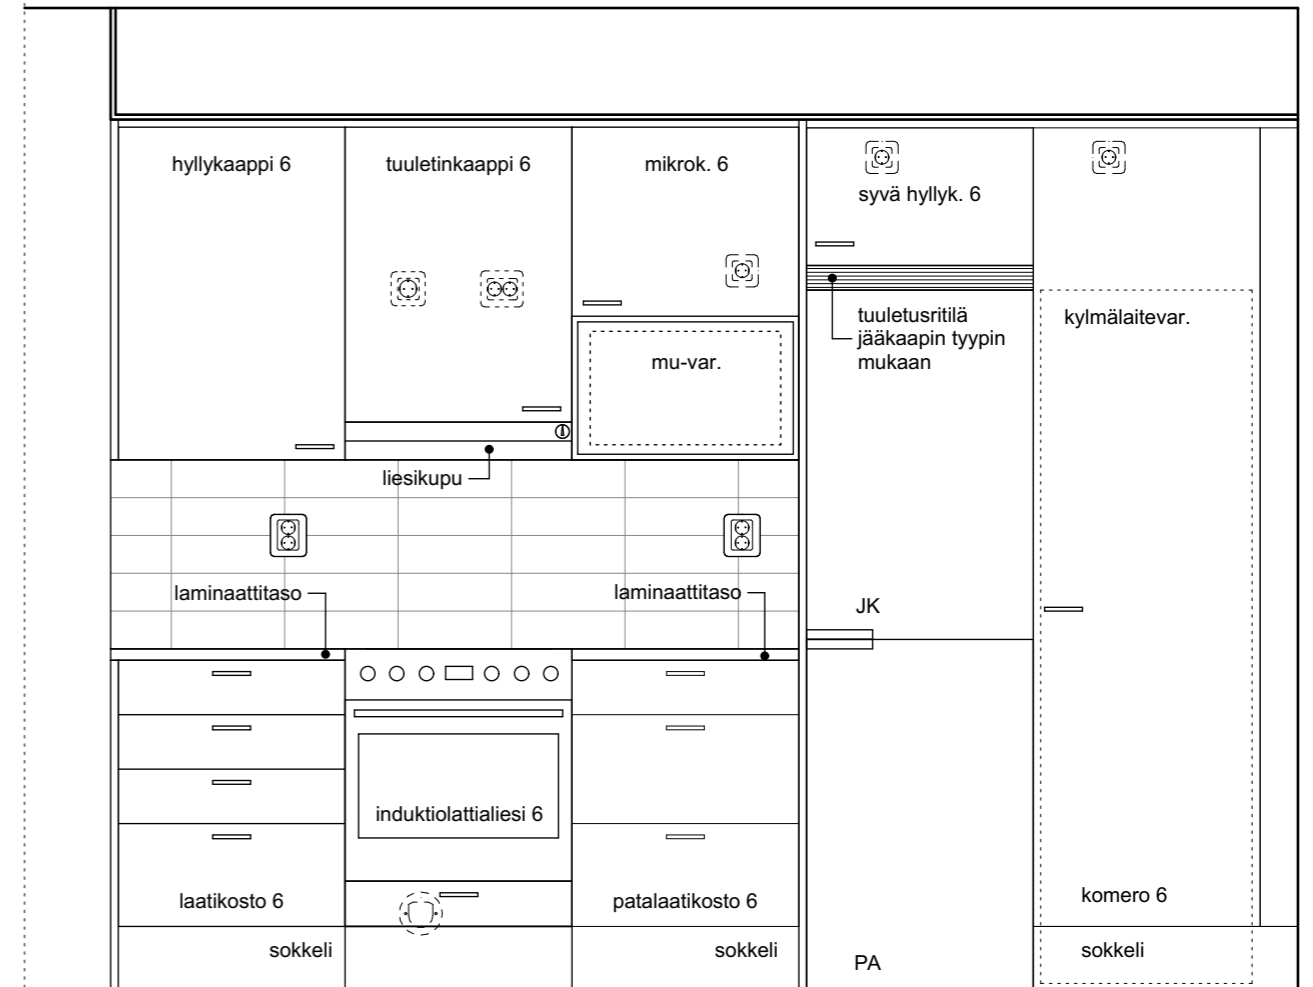 hyllykaappi 6
tuuletinkaappi 6
mikrok. 6
syvä hyllyk. 6
tuuletusritilä
jääkaapin tyypin
mukaan
kylmälaitevar.
mu-var.
liesikupu
laminaattitaso
laminaattitaso
JK
induktiolattialiesi 6
laatikosto 6
patalaatikosto 6
komero 6
sokkeli
sokkeli
PA
sokkeli